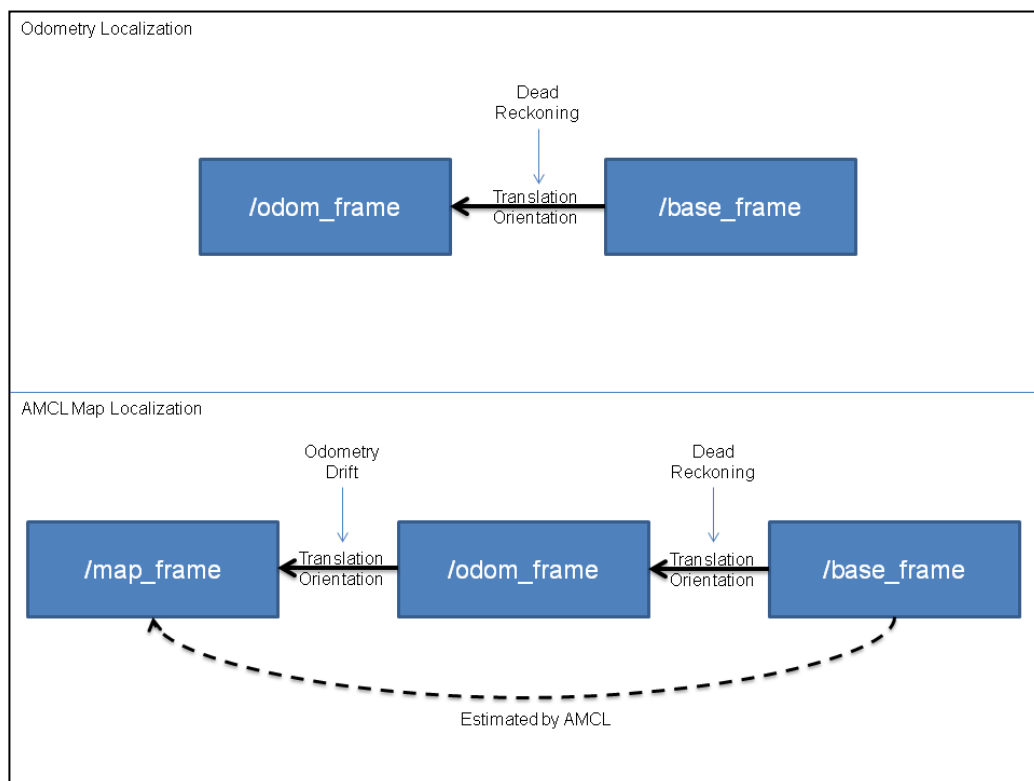 Odometry Localization
Dead
Reckoning
/odom_frame
Translation
Orientation
/base_frame
AMCL Map Localization
Odometry
Drift
Dead
Reckoning
/map_frame
Translation
Orientation
/odom_frame
Translation
Orientation
/base_frame
Estimated by AMCL